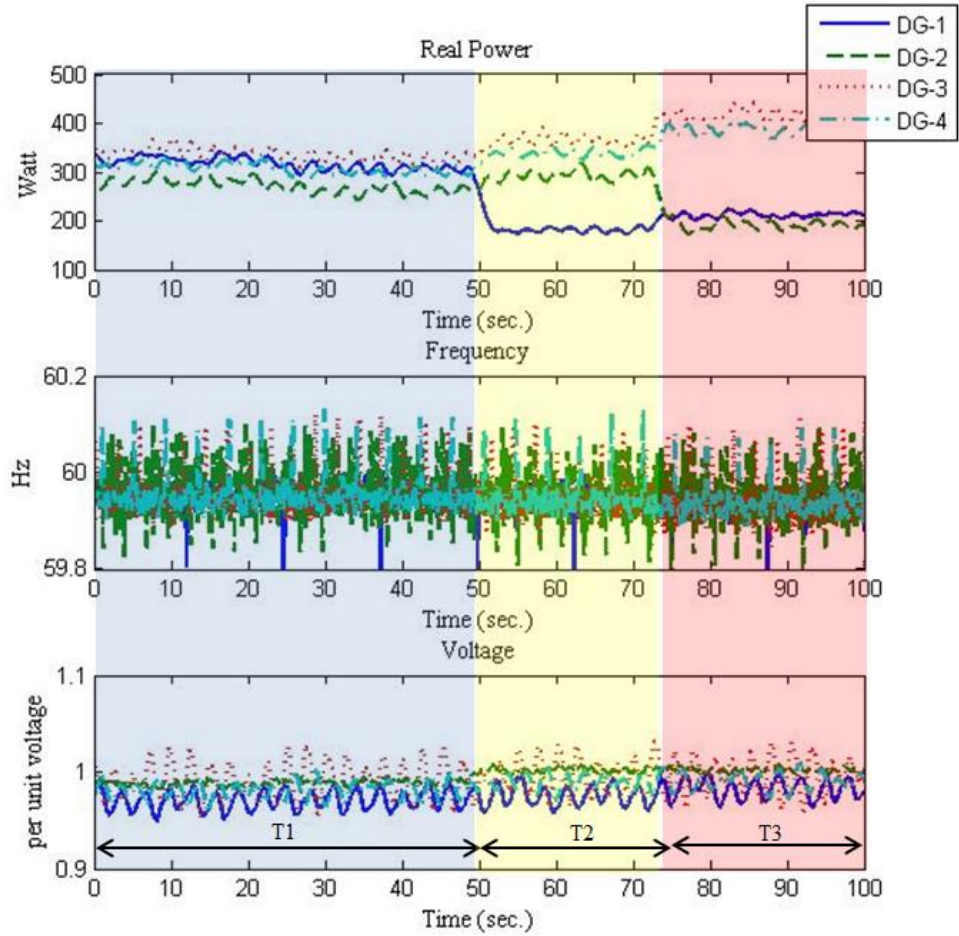 DG-1
DG-2
DG-3
DG-4
Real Power
500
400
300
200
100
Watt
0 10 20 30 40 50 60 70 80 90 100
Time (sec.)
Frequency
60.2
60
59.8
Hz
0 10 20 30 40 50 60 70 80 90 100
Time (sec.)
Voltage
1.1
1
0.9
per unit voltage
T1 T2 T3
0 10 20 30 40 50 60 70 80 90 100
Time (sec.)